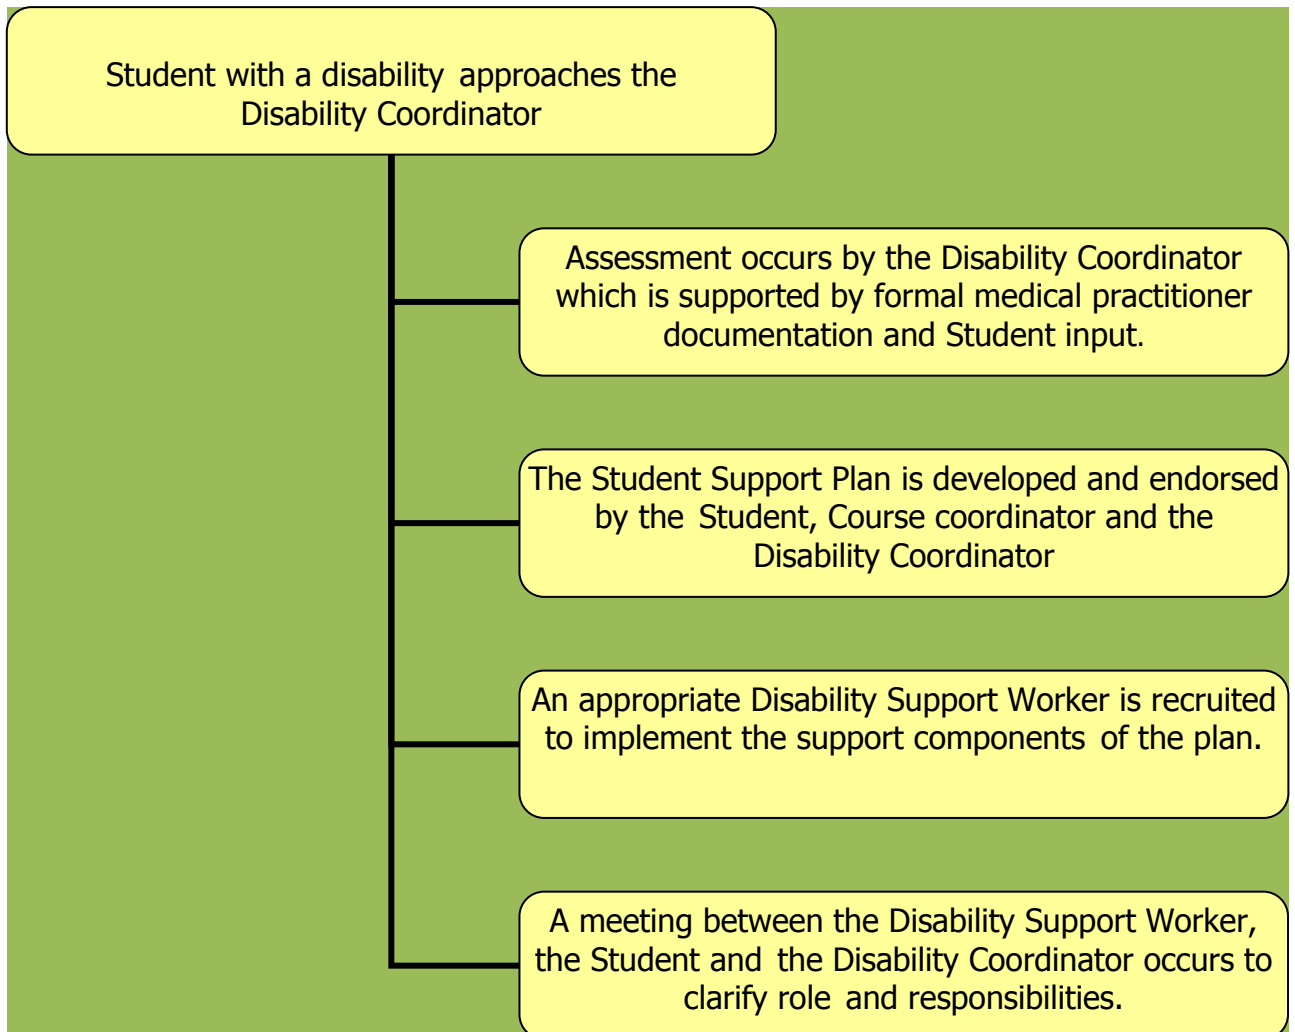 Student with a disability approaches the
Disability Coordinator
Assessment occurs by the Disability Coordinator
which is supported by formal medical practitioner
documentation and Student input.
The Student Support Plan is developed and endorsed
by the Student, Course coordinator and the
Disability Coordinator
An appropriate Disability Support Worker is recruited
to implement the support components of the plan.
A meeting between the Disability Support Worker,
the Student and the Disability Coordinator occurs to
clarify role and responsibilities.